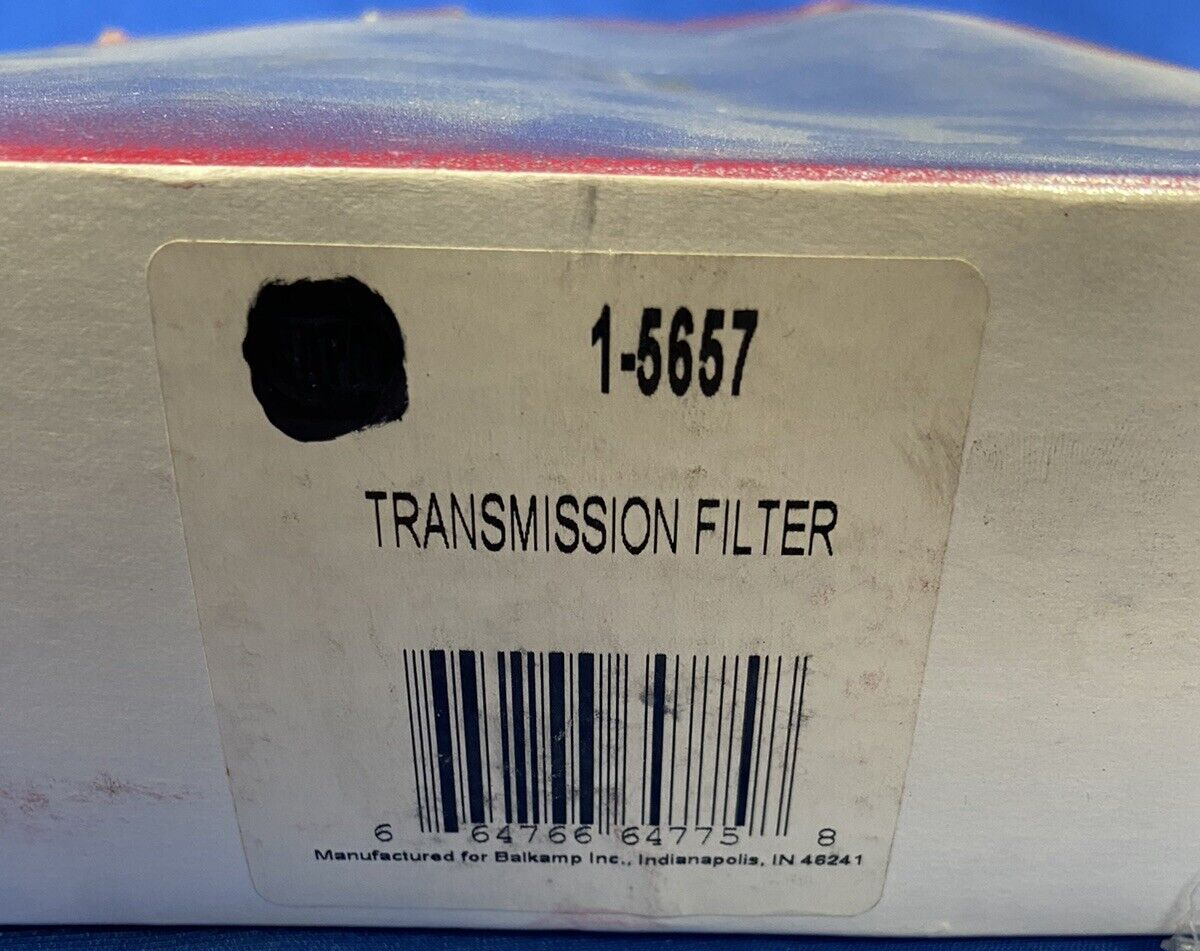 1-5657
TRANSMISSION FILTER
6 64766 64775 8
Manufactured for Balkamp Inc., Indianapolis, IN 46241